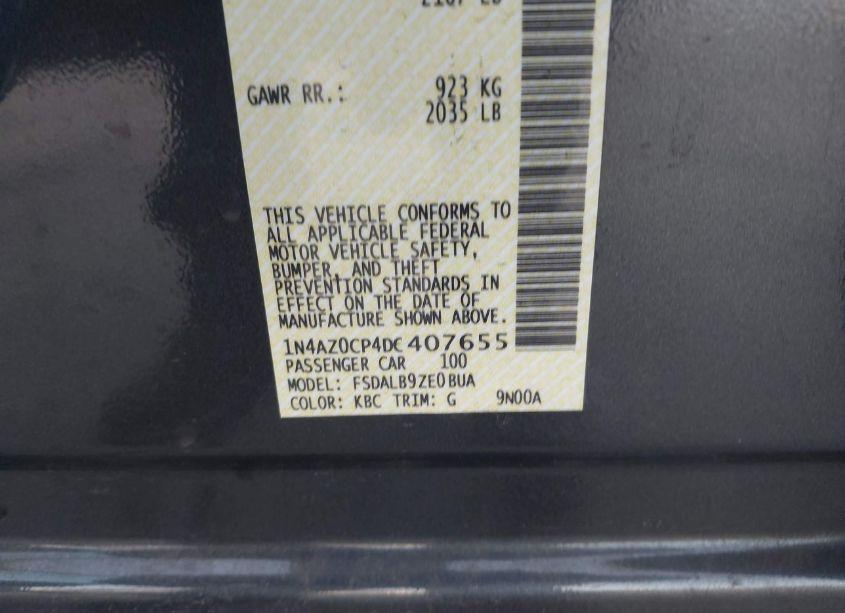 GAWR RR.: 923 KG
2035 LB
THIS VEHICLE CONFORMS TO
ALL APPLICABLE FEDERAL
MOTOR VEHICLE SAFETY,
BUMPER, AND THEFT
PREVENTION STANDARDS IN
EFFECT ON THE DATE OF
MANUFACTURE SHOWN ABOVE.
1N4AZ0CP4DC407655
PASSENGER CAR 100
MODEL: FSDALB9ZE0BUA
COLOR: KBC TRIM: G 9N00A